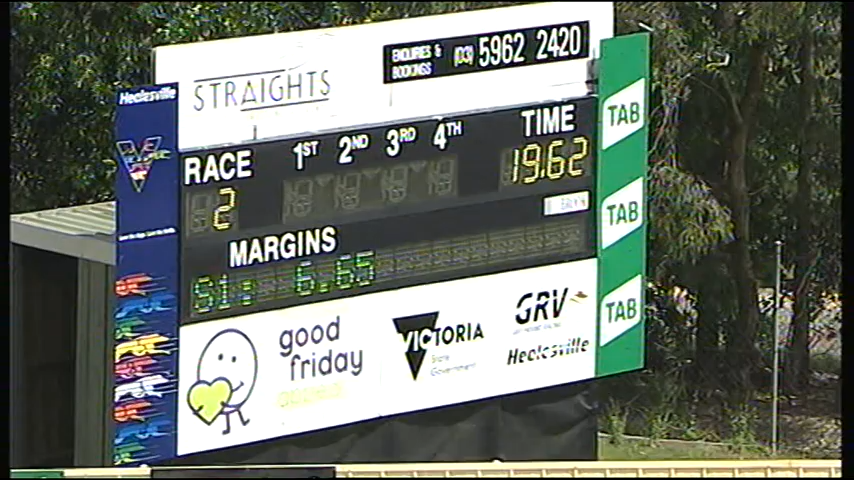 ENQUIRIES & BOOKINGS (03) 5962 2420
STRAIGHTS
Healesville
TAB
RACE 1ST 2ND 3RD 4TH TIME
2 19.62
TAB
MARGINS
S1: 6.65
TAB
good friday
VICTORIA
State Government
GRV
Healesville